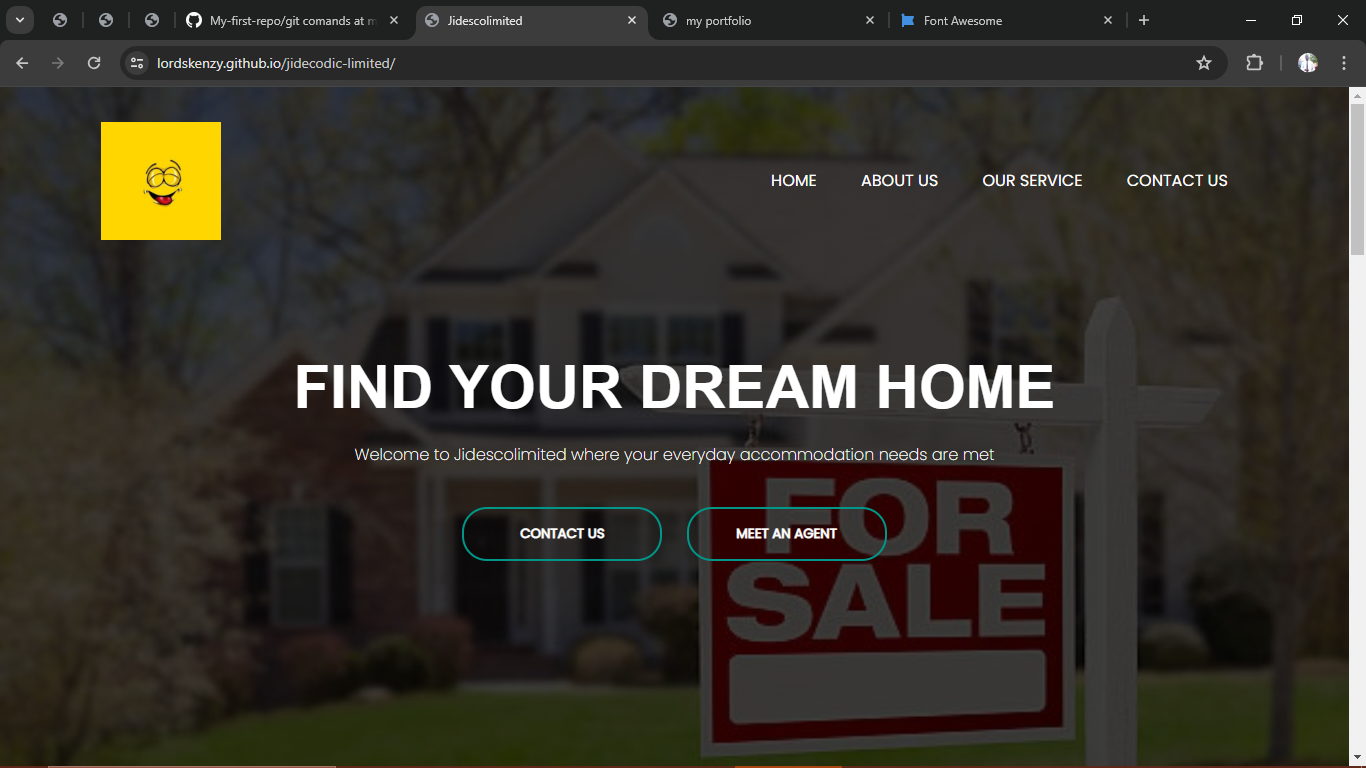 My-first-repo/git comands at m
Jidescolimited
my portfolio
Font Awesome
lordskenzy.github.io/jidecodic-limited/
HOME ABOUT US OUR SERVICE CONTACT US
FIND YOUR DREAM HOME
Welcome to Jidescolimited where your everyday accommodation needs are met
CONTACT US MEET AN AGENT
FOR
SALE